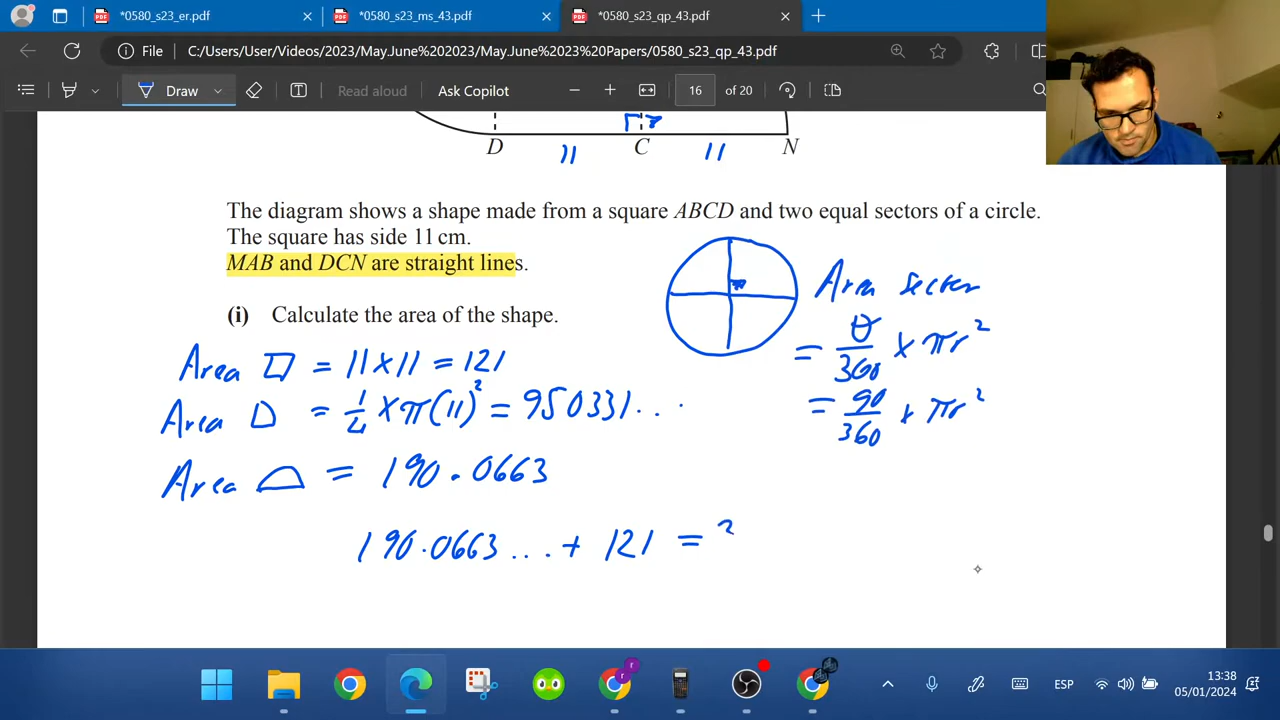 *0580_s23_er.pdf
*0580_s23_ms_43.pdf
*0580_s23_qp_43.pdf
File
C:/Users/User/Videos/2023/May.June%202023/May.June%2023%20Papers/0580_s23_qp_43.pdf
Draw
Read aloud
Ask Copilot
16 of 20
D C N
11 11
The diagram shows a shape made from a square ABCD and two equal sectors of a circle.
The square has side 11 cm.
MAB and DCN are straight lines.
(i) Calculate the area of the shape.
Area sector
= θ/360 × πr²
= 90/360 × πr²
Area □ = 11 × 11 = 121
Area D = 1/4 × π(11)² = 950331...
Area = 190.0663
190.0663... + 121 =
ESP
13:38
05/01/2024